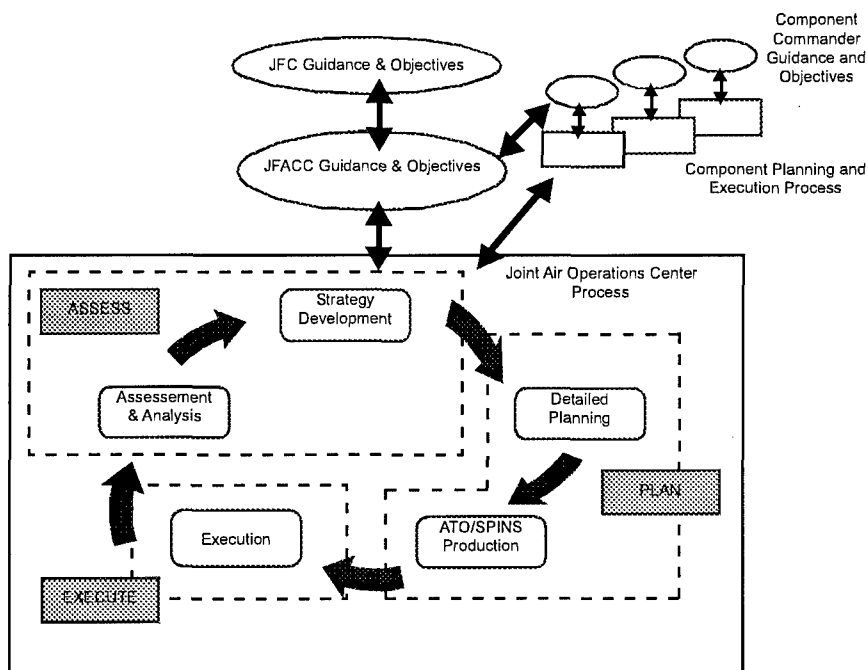 Component
Commander
Guidance and
Objectives
JFC Guidance & Objectives
JFACC Guidance & Objectives
Component Planning and
Execution Process
Joint Air Operations Center
Process
ASSESS
Strategy
Development
Assessement
& Analysis
Detailed
Planning
PLAN
ATO/SPINS
Production
Execution
EXECUTE